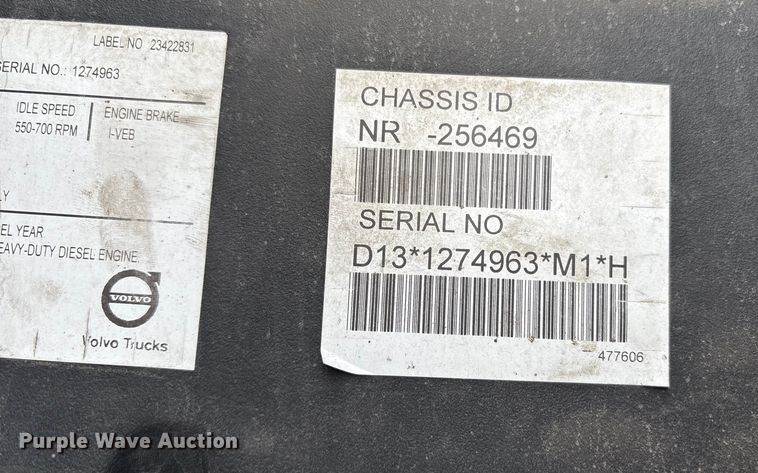 LABEL NO 23422831
SERIAL NO.: 1274963
IDLE SPEED
550-700 RPM
ENGINE BRAKE
I-VEB
EL YEAR
EAVY-DUTY DIESEL ENGINE.
VOLVO
Volvo Trucks
CHASSIS ID
NR -256469
SERIAL NO
D13*1274963*M1*H
477606
Purple Wave Auction